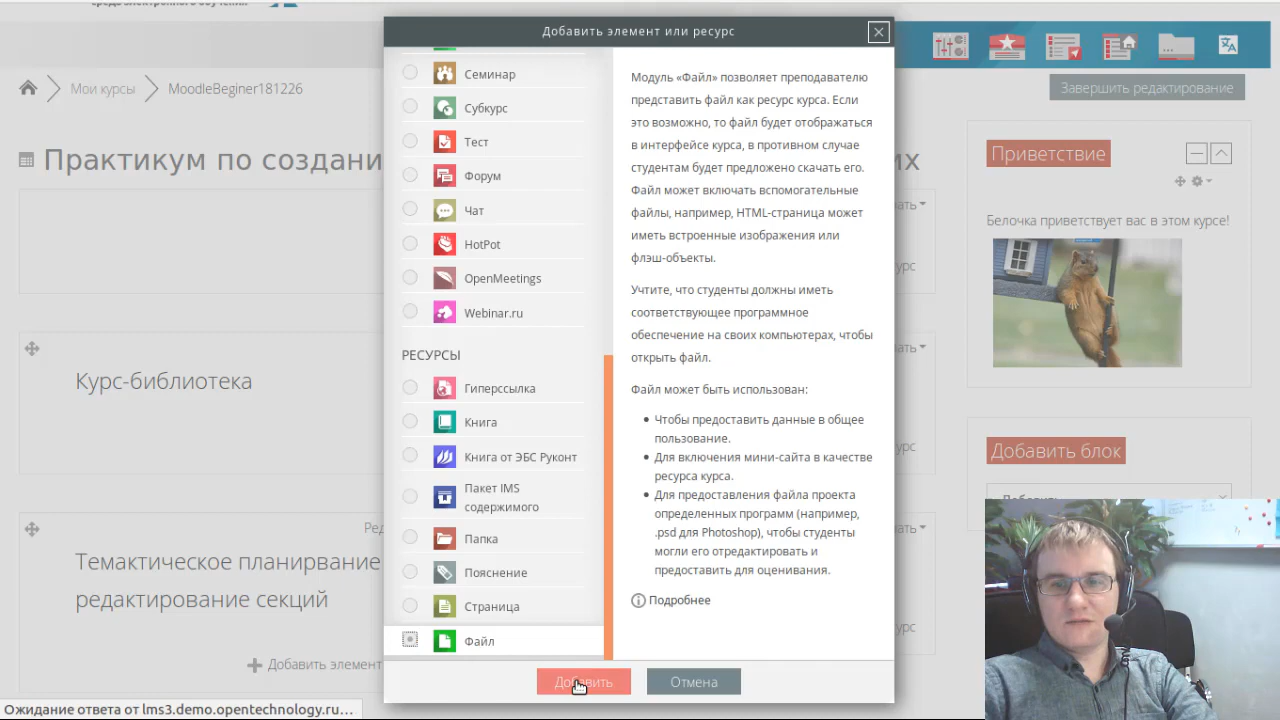 среда электронного обучения
Добавить элемент или ресурс
Мои курсы
MoodleBeginer181226
Завершить редактирование
Семинар
Субкурс
Тест
Форум
Чат
HotPot
OpenMeetings
Webinar.ru
РЕСУРСЫ
Гиперссылка
Книга
Книга от ЭБС Руконт
Пакет IMS
содержимого
Папка
Пояснение
Страница
Файл
Модуль «Файл» позволяет преподавателю
представить файл как ресурс курса. Если
это возможно, то файл будет отображаться
в интерфейсе курса, в противном случае
студентам будет предложено скачать его.
Файл может включать вспомогательные
файлы, например, HTML-страница может
иметь встроенные изображения или
флэш-объекты.
Учтите, что студенты должны иметь
соответствующее программное
обеспечение на своих компьютерах, чтобы
открыть файл.
Файл может быть использован:
Чтобы предоставить данные в общее
пользование.
Для включения мини-сайта в качестве
ресурса курса.
Для предоставления файла проекта
определенных программ (например,
.psd для Photoshop), чтобы студенты
могли его отредактировать и
предоставить для оценивания.
Подробнее
Добавить
Отмена
Практикум по создани
их
Курс-библиотека
Тематическое планирвание
редактирование секций
Добавить элемент
Приветствие
Белочка приветствует вас в этом курсе!
Добавить блок
Ожидание ответа от lms3.demo.opentechnology.ru…